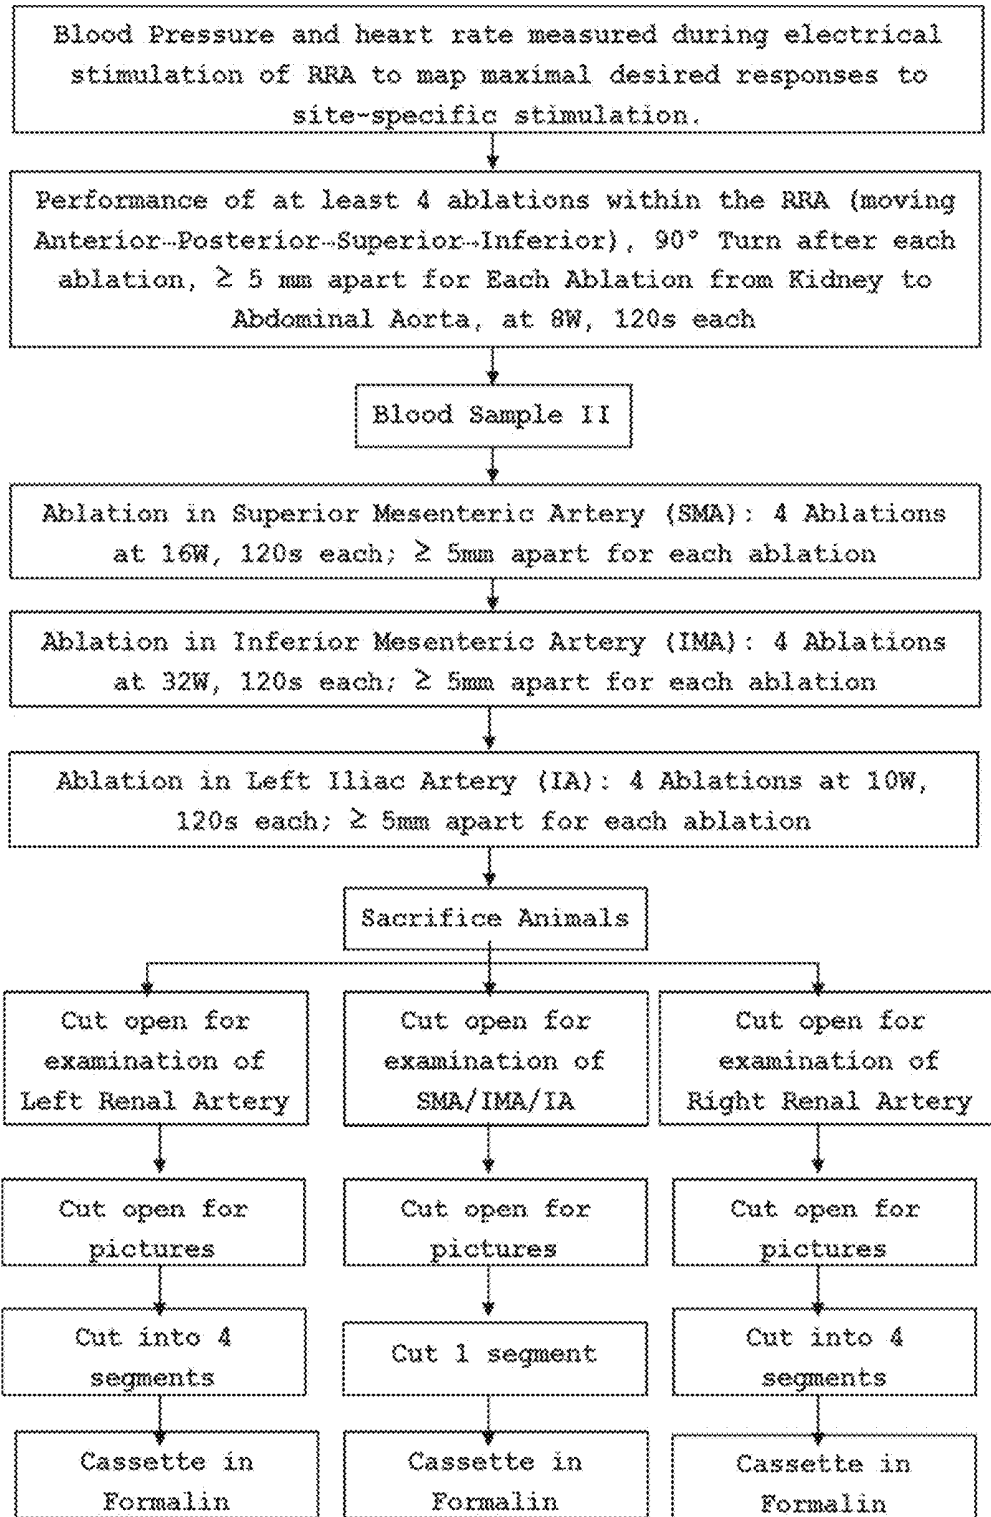 Blood Pressure and heart rate measured during electrical
stimulation of RRA to map maximal desired responses to
site-specific stimulation.
Performance of at least 4 ablations within the RRA (moving
Anterior→Posterior→Superior→Inferior), 90° Turn after each
ablation, ≥ 5 mm apart for Each Ablation from Kidney to
Abdominal Aorta, at 8W, 120s each
Blood Sample II
Ablation in Superior Mesenteric Artery (SMA): 4 Ablations
at 16W, 120s each; ≥ 5mm apart for each ablation
Ablation in Inferior Mesenteric Artery (IMA): 4 Ablations
at 32W, 120s each; ≥ 5mm apart for each ablation
Ablation in Left Iliac Artery (IA): 4 Ablations at 10W,
120s each; ≥ 5mm apart for each ablation
Sacrifice Animals
Cut open for
examination of
Left Renal Artery
Cut open for
examination of
SMA/IMA/IA
Cut open for
examination of
Right Renal Artery
Cut open for
pictures
Cut open for
pictures
Cut open for
pictures
Cut into 4
segments
Cut 1 segment
Cut into 4
segments
Cassette in
Formalin
Cassette in
Formalin
Cassette in
Formalin